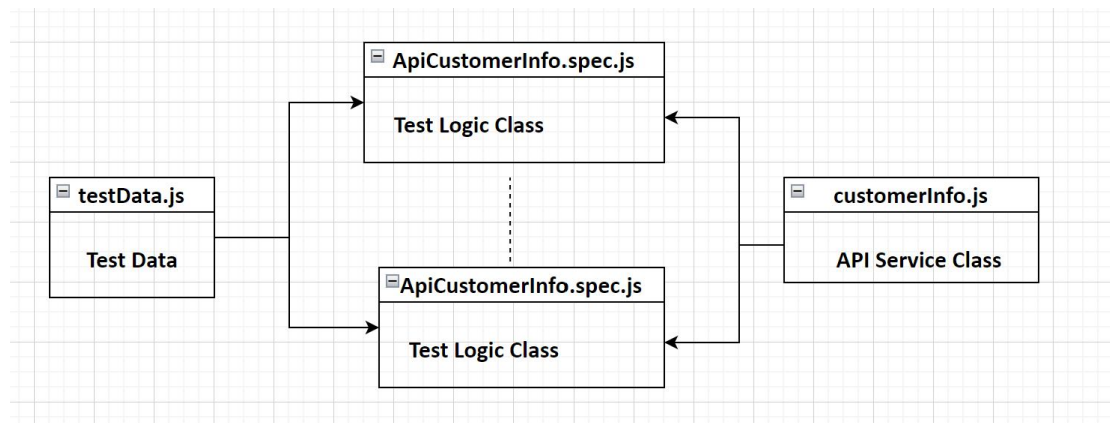 ApiCustomerInfo.spec.js
Test Logic Class
testData.js
Test Data
customerInfo.js
API Service Class
ApiCustomerInfo.spec.js
Test Logic Class